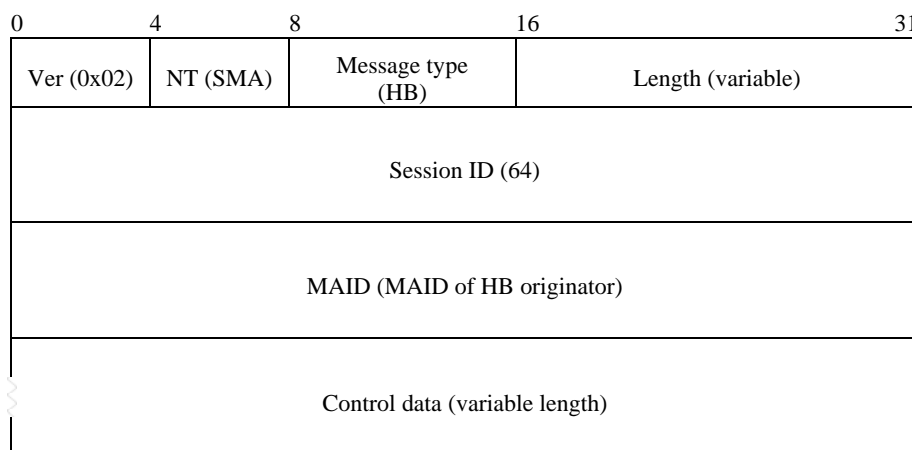 0 4 8 16 31
Ver (0x02) NT (SMA) Message type Length (variable)
(HB)
Session ID (64)
MAID (MAID of HB originator)
Control data (variable length)